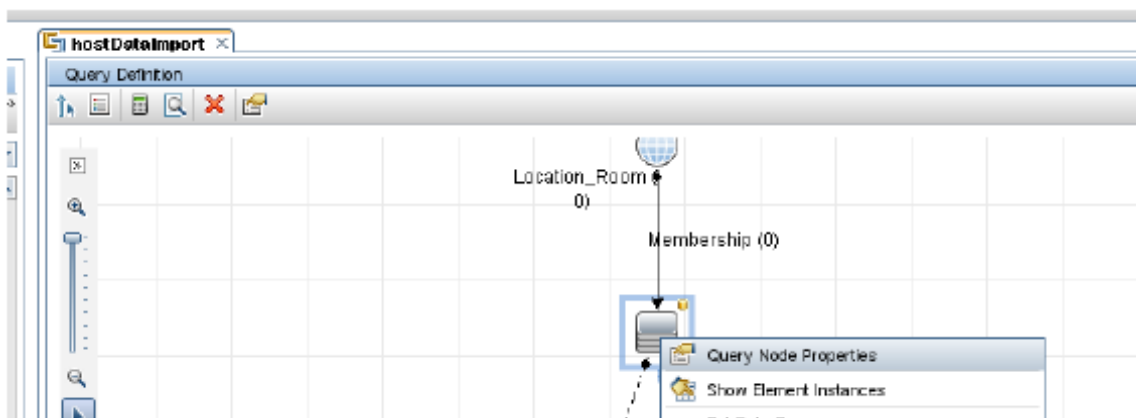 hostDataImport
Query Definition
Location_Room (
0)
Membership (0)
Query Node Properties
Show Element Instances